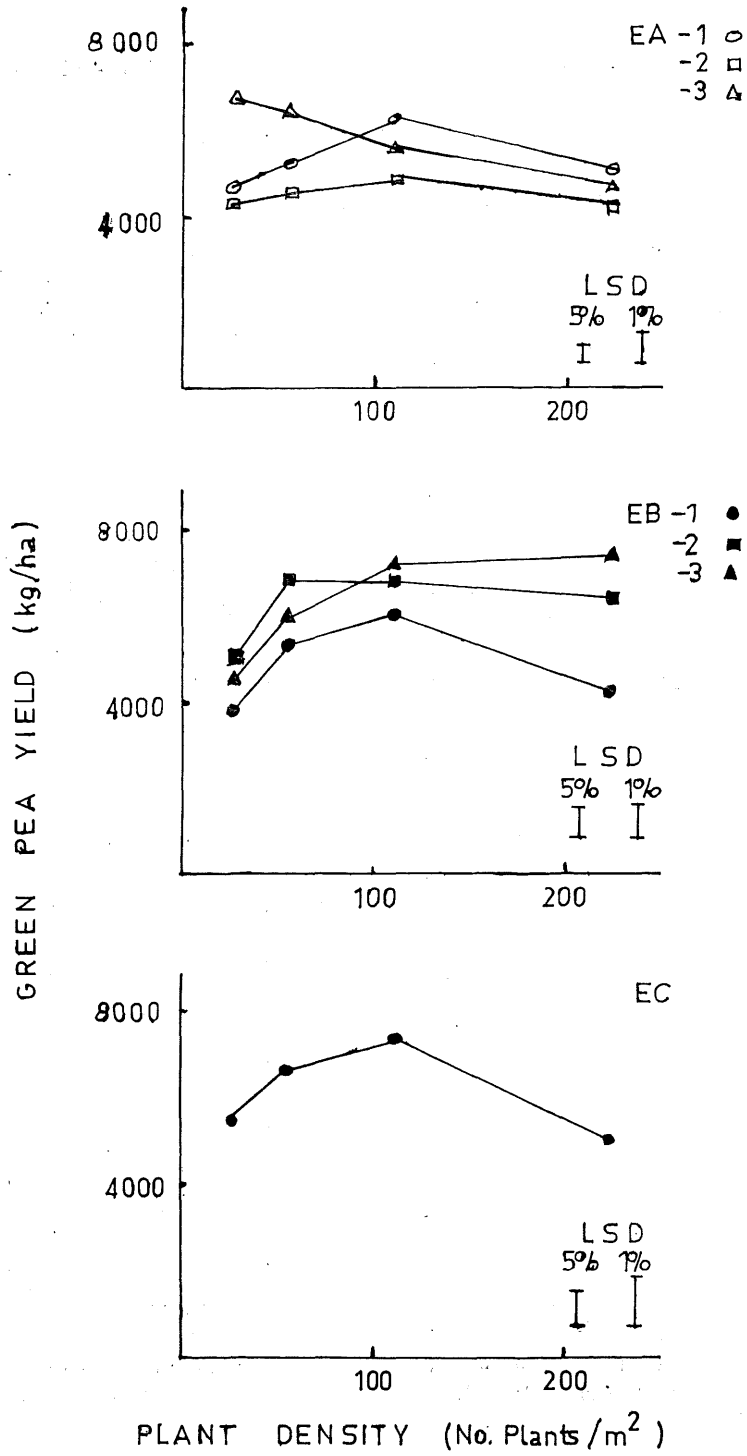 8 000
4000
100
200
EA -1
-2
-3
LSD
5% 1%
8000
4000
100
200
EB -1
-2
-3
LSD
5% 1%
8000
4000
100
200
EC
LSD
5% 1%
GREEN PEA YIELD (kg/ha)
PLANT DENSITY (No. Plants/m²)